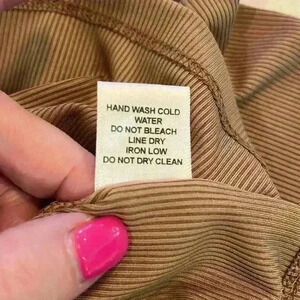 HAND WASH COLD
WATER
DO NOT BLEACH
LINE DRY
IRON LOW
DO NOT DRY CLEAN